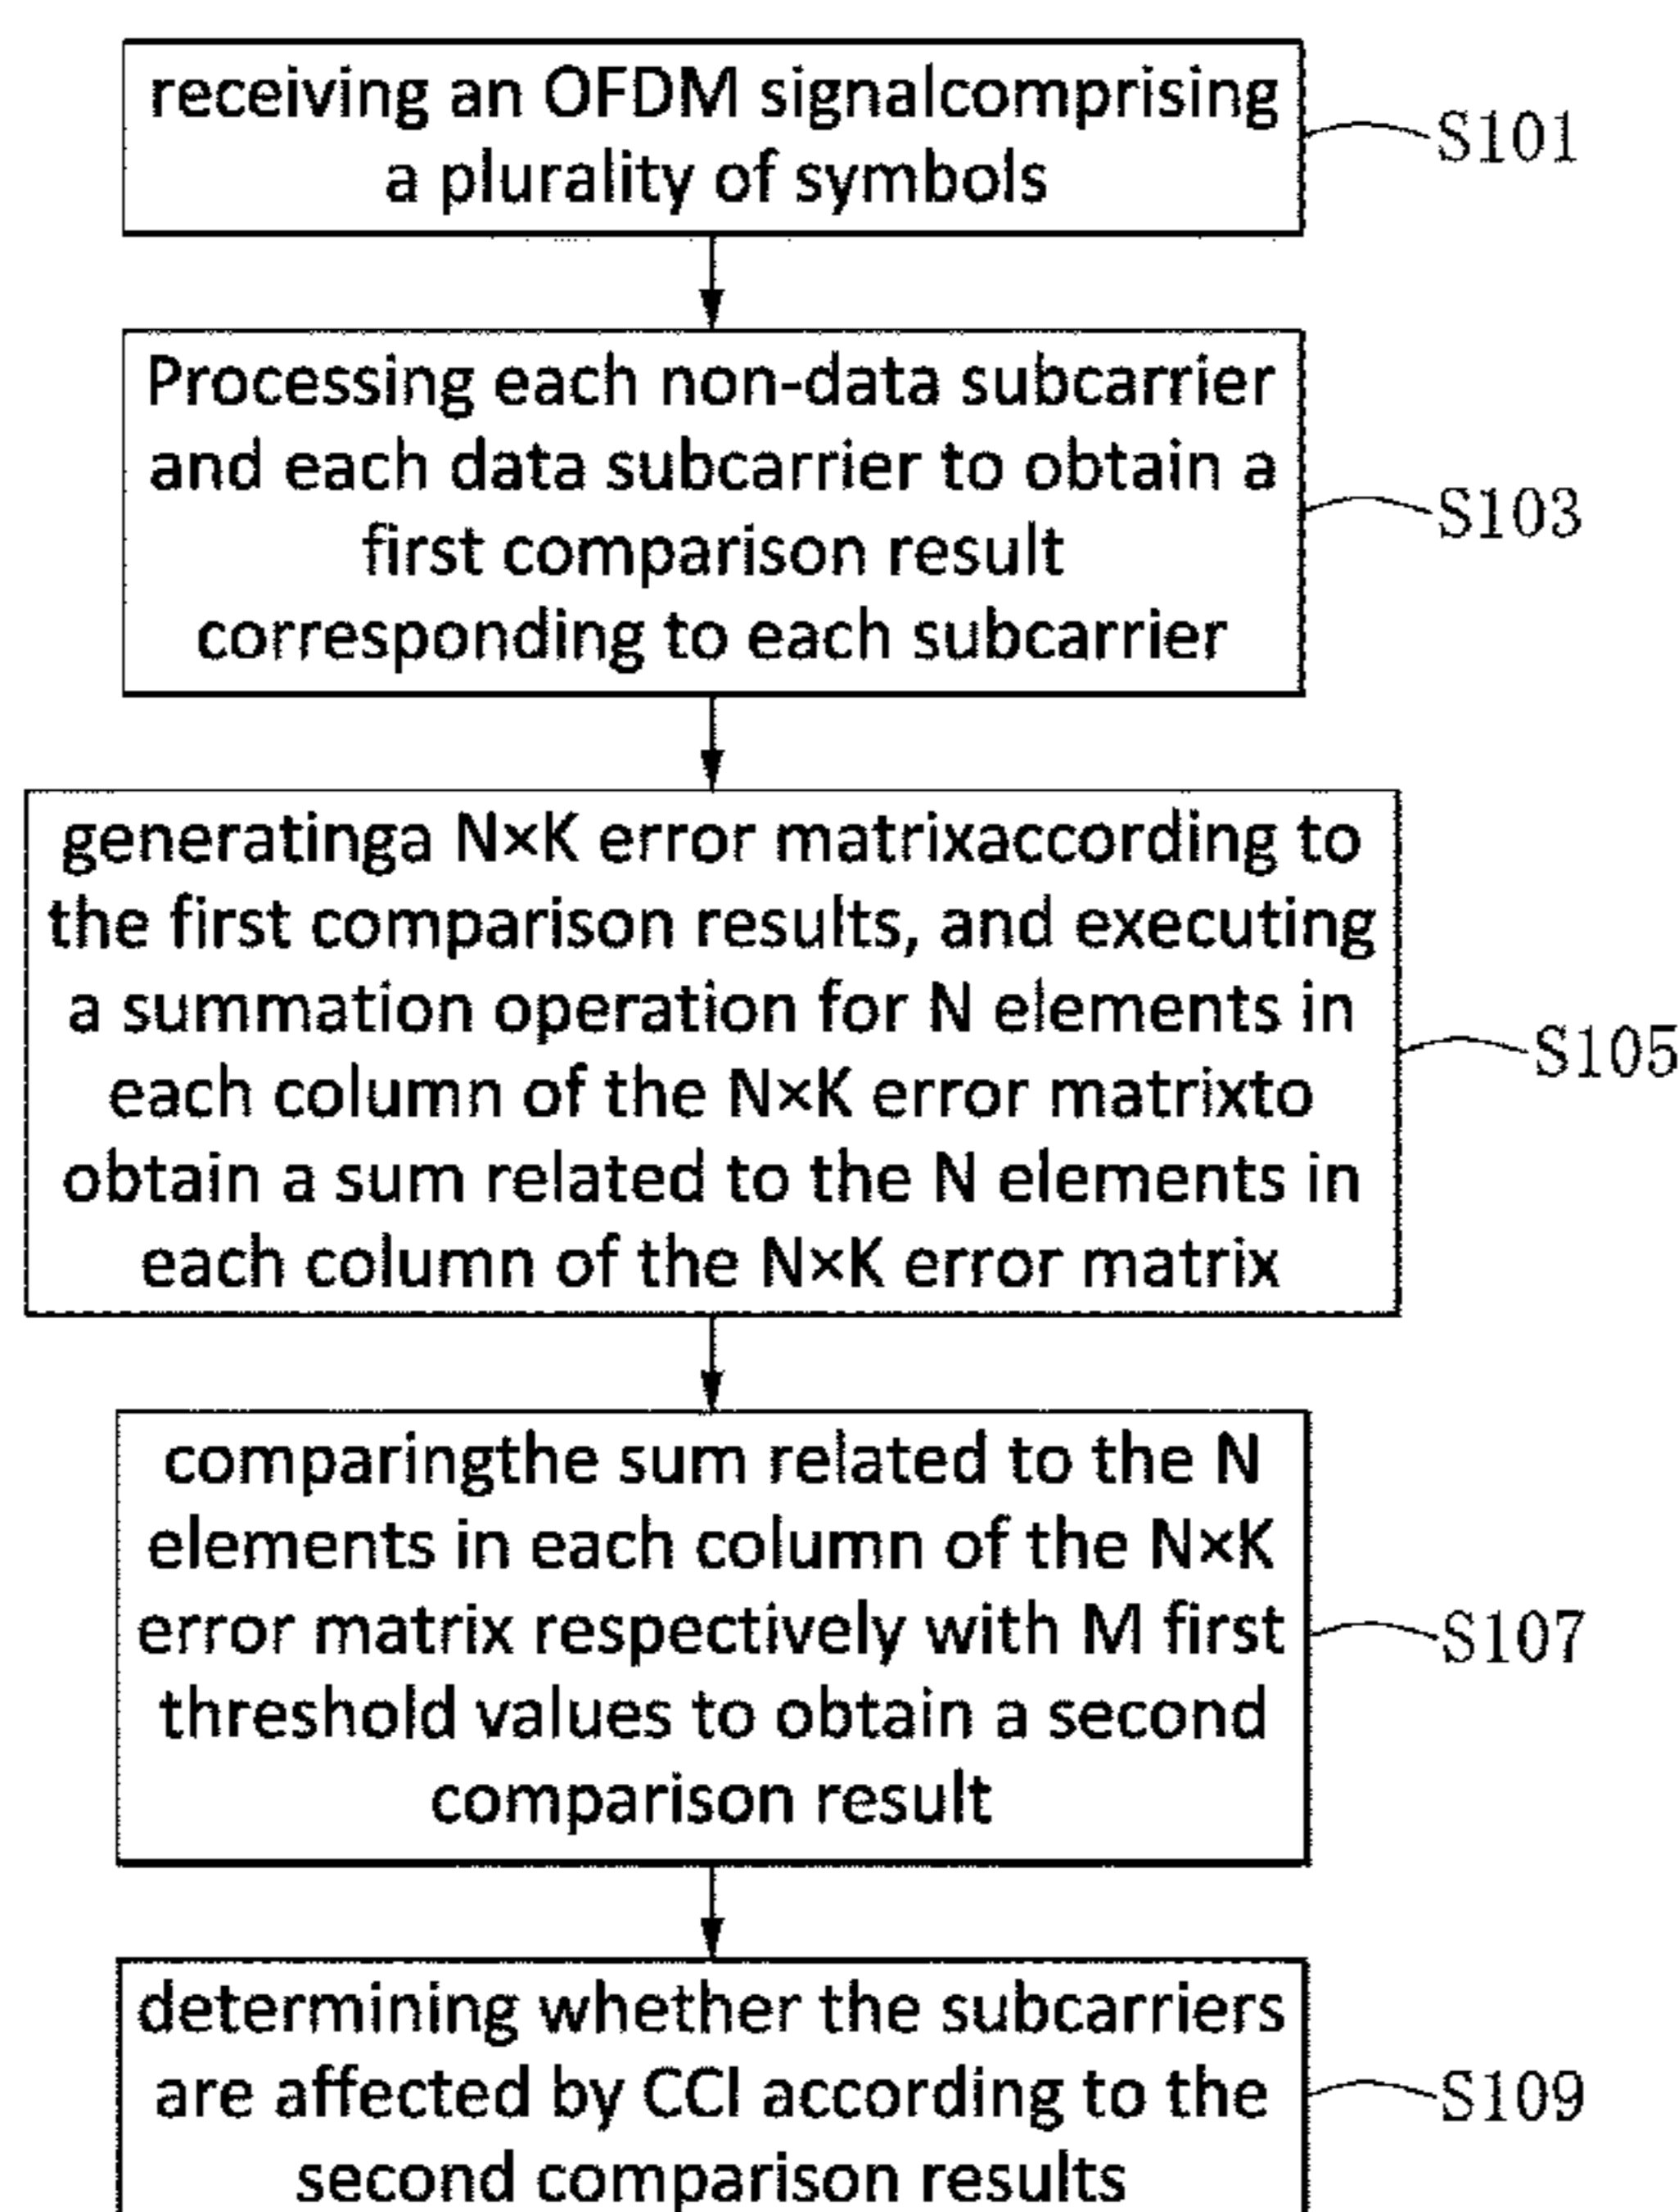 receiving an OFDM signalcomprising
a plurality of symbols
S101
Processing each non-data subcarrier
and each data subcarrier to obtain a
first comparison result
corresponding to each subcarrier
S103
generatinga N×K error matrixaccording to
the first comparison results, and executing
a summation operation for N elements in
each column of the N×K error matrixto
obtain a sum related to the N elements in
each column of the N×K error matrix
S105
comparingthe sum related to the N
elements in each column of the N×K
error matrix respectively with M first
threshold values to obtain a second
comparison result
S107
determining whether the subcarriers
are affected by CCI according to the
second comparison results
S109